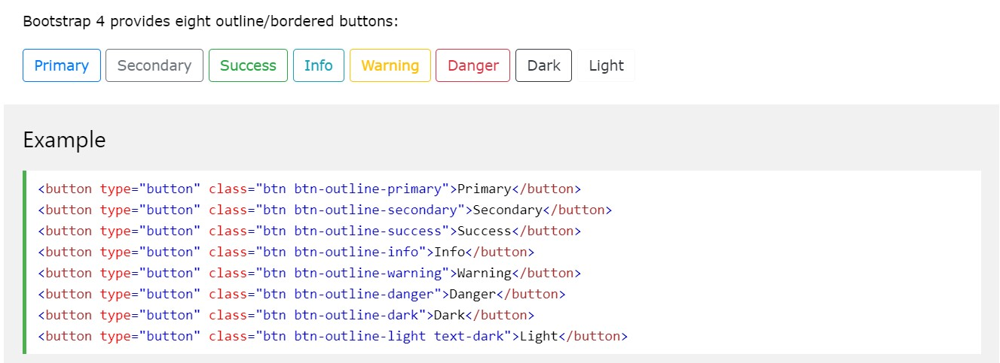 Bootstrap 4 provides eight outline/bordered buttons:
Primary Secondary Success Info Warning Danger Dark Light
Example
<button type="button" class="btn btn-outline-primary">Primary</button>
<button type="button" class="btn btn-outline-secondary">Secondary</button>
<button type="button" class="btn btn-outline-success">Success</button>
<button type="button" class="btn btn-outline-info">Info</button>
<button type="button" class="btn btn-outline-warning">Warning</button>
<button type="button" class="btn btn-outline-danger">Danger</button>
<button type="button" class="btn btn-outline-dark">Dark</button>
<button type="button" class="btn btn-outline-light text-dark">Light</button>